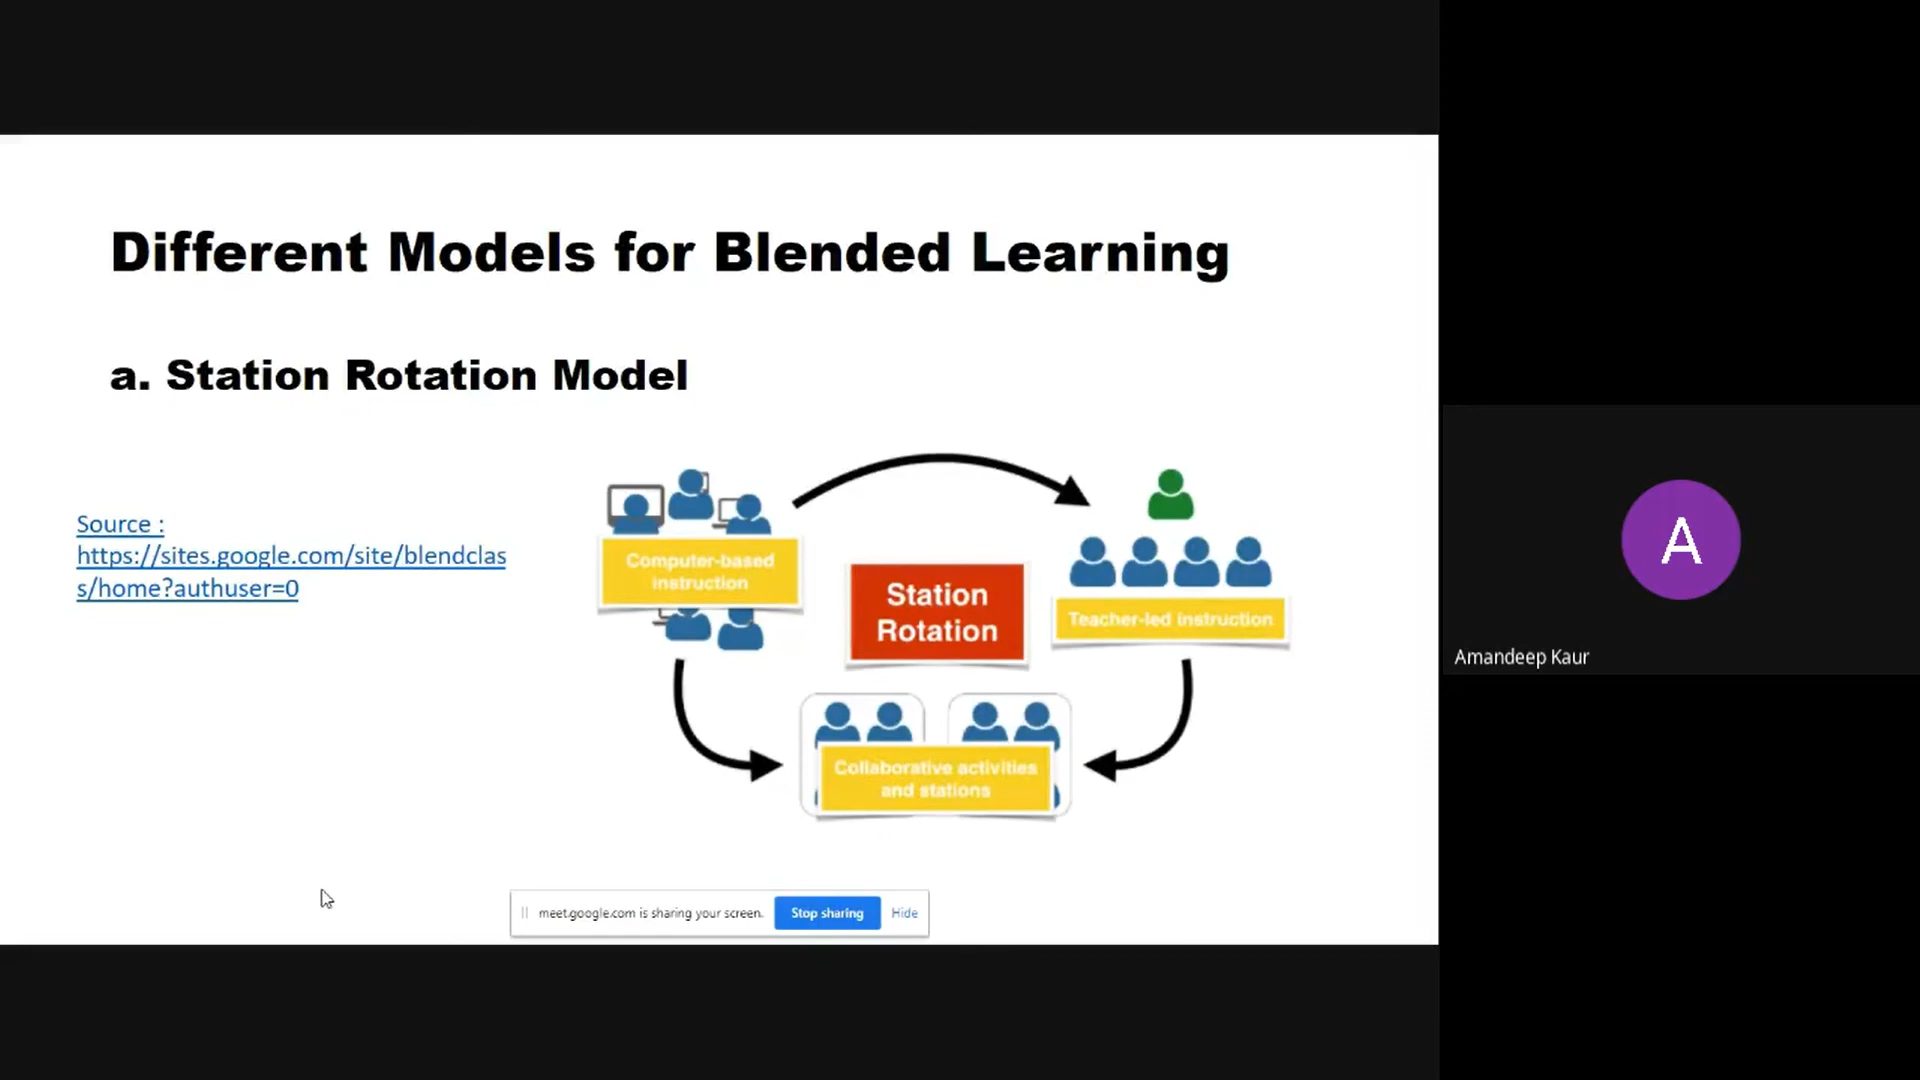 Different Models for Blended Learning
a. Station Rotation Model
Source :
https://sites.google.com/site/blendclas
s/home?authuser=0
Computer-based
instruction
Station
Rotation
Teacher-led instruction
Collaborative activities
and stations
meet.google.com is sharing your screen.
Stop sharing
Hide
A
Amandeep Kaur